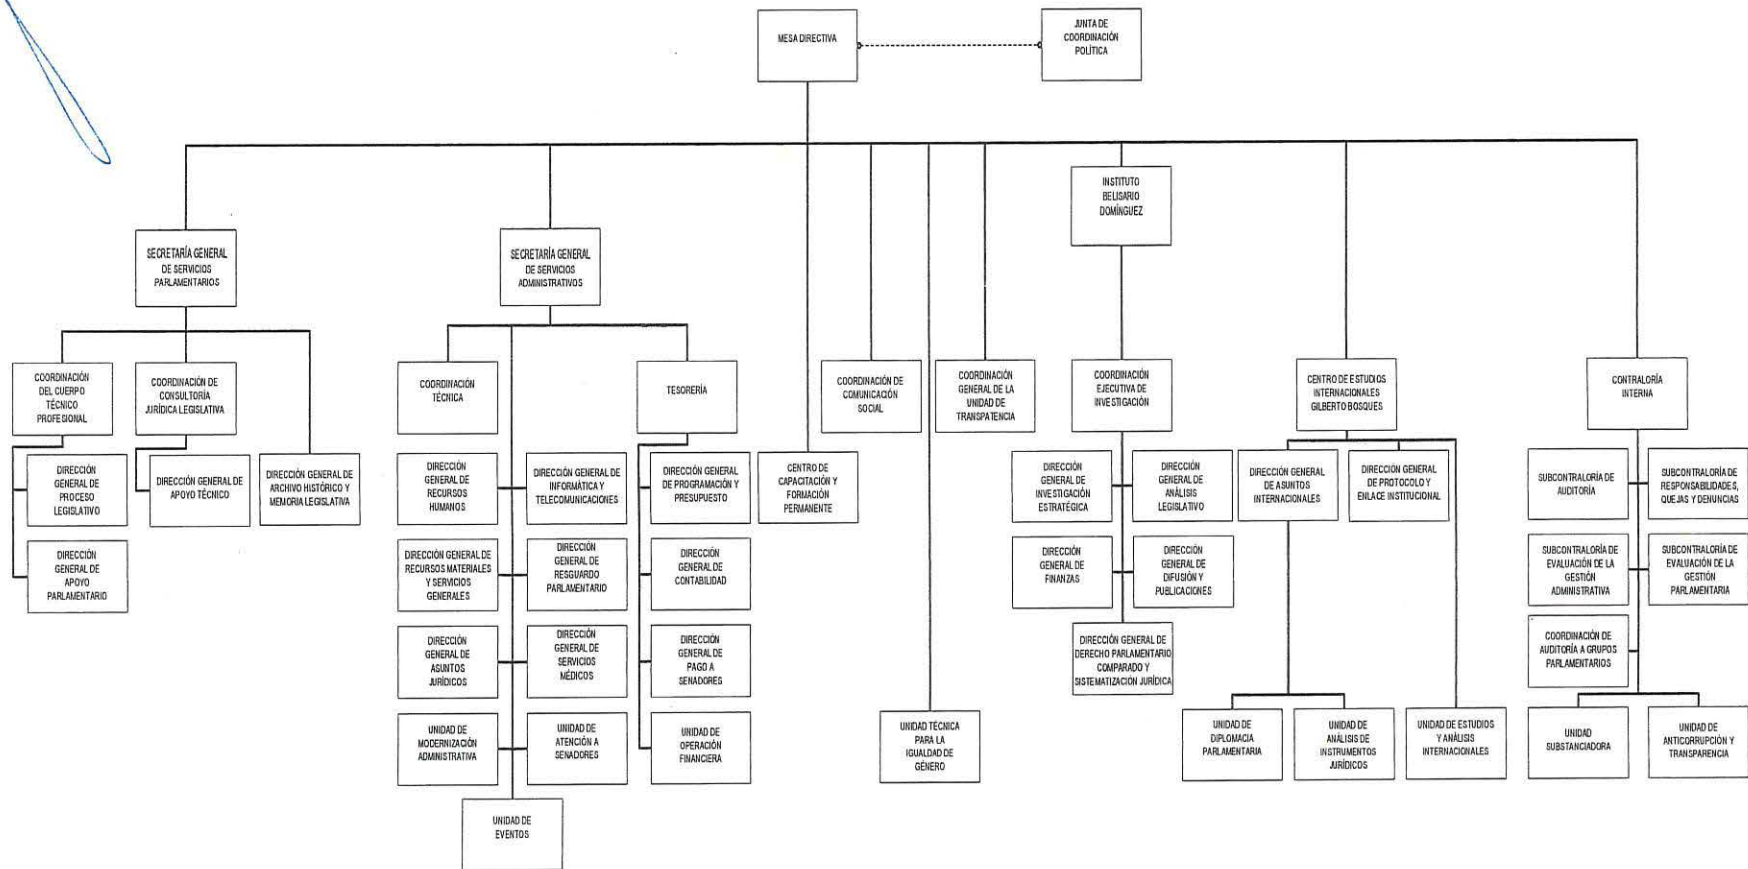 MESA DIRECTIVA
JUNTA DE
COORDINACIÓN
POLÍTICA
INSTITUTO
BELISARIO
DOMÍNGUEZ
SECRETARÍA GENERAL
DE SERVICIOS
PARLAMENTARIOS
SECRETARÍA GENERAL
DE SERVICIOS
ADMINISTRATIVOS
COORDINACIÓN
DEL CUERPO
TÉCNICO
PROFESIONAL
COORDINACIÓN DE
CONSULTORÍA
JURÍDICA LEGISLATIVA
COORDINACIÓN
TÉCNICA
TESORERÍA
COORDINACIÓN DE
COMUNICACIÓN
SOCIAL
COORDINACIÓN
GENERAL DE LA
UNIDAD DE
TRANSPATENCIA
COORDINACIÓN
EJECUTIVA DE
INVESTIGACIÓN
CENTRO DE ESTUDIOS
INTERNACIONALES
GILBERTO BOSQUES
CONTRALORÍA
INTERNA
DIRECCIÓN
GENERAL DE
PROCESO
LEGISLATIVO
DIRECCIÓN GENERAL DE
APOYO TÉCNICO
DIRECCIÓN GENERAL DE
ARCHIVO HISTÓRICO Y
MEMORIA LEGISLATIVA
DIRECCIÓN
GENERAL DE
RECURSOS
HUMANOS
DIRECCIÓN GENERAL DE
INFORMÁTICA Y
TELECOMUNICACIONES
DIRECCIÓN GENERAL
DE PROGRAMACIÓN Y
PRESUPUESTO
CENTRO DE
CAPACITACIÓN Y
FORMACIÓN
PERMANENTE
DIRECCIÓN
GENERAL DE
INVESTIGACIÓN
ESTRATÉGICA
DIRECCIÓN
GENERAL DE
ANÁLISIS
LEGISLATIVO
DIRECCIÓN GENERAL
DE ASUNTOS
INTERNACIONALES
DIRECCIÓN GENERAL
DE PROTOCOLO Y
ENLACE INSTITUCIONAL
SUBCONTRALORÍA DE
AUDITORÍA
SUBCONTRALORÍA DE
RESPONSABILIDADES,
QUEJAS Y DENUNCIAS
DIRECCIÓN
GENERAL DE
APOYO
PARLAMENTARIO
DIRECCIÓN GENERAL DE
RECURSOS MATERIALES
Y SERVICIOS
GENERALES
DIRECCIÓN
GENERAL DE
RESGUARDO
PARLAMENTARIO
DIRECCIÓN
GENERAL DE
CONTABILIDAD
DIRECCIÓN
GENERAL DE
FINANZAS
DIRECCIÓN
GENERAL DE
DIFUSIÓN Y
PUBLICACIONES
SUBCONTRALORÍA DE
EVALUACIÓN DE LA
GESTIÓN
ADMINISTRATIVA
SUBCONTRALORÍA DE
EVALUACIÓN DE LA
GESTIÓN
PARLAMENTARIA
DIRECCIÓN
GENERAL DE
ASUNTOS
JURÍDICOS
DIRECCIÓN
GENERAL DE
SERVICIOS
MÉDICOS
DIRECCIÓN
GENERAL DE
PAGO A
SENADORES
DIRECCIÓN GENERAL DE
DERECHO PARLAMENTARIO
COMPARADO Y
SISTEMATIZACIÓN JURÍDICA
COORDINACIÓN DE
AUDITORÍA A GRUPOS
PARLAMENTARIOS
UNIDAD DE
MODERNIZACIÓN
ADMINISTRATIVA
UNIDAD DE
ATENCIÓN A
SENADORES
UNIDAD DE
OPERACIÓN
FINANCIERA
UNIDAD TÉCNICA
PARA LA
IGUALDAD DE
GÉNERO
UNIDAD DE
DIPLOMACIA
PARLAMENTARIA
UNIDAD DE
ANÁLISIS DE
INSTRUMENTOS
JURÍDICOS
UNIDAD DE ESTUDIOS
Y ANÁLISIS
INTERNACIONALES
UNIDAD
SUBSTANCIADORA
UNIDAD DE
ANTICORRUPCIÓN Y
TRANSPARENCIA
UNIDAD DE
EVENTOS